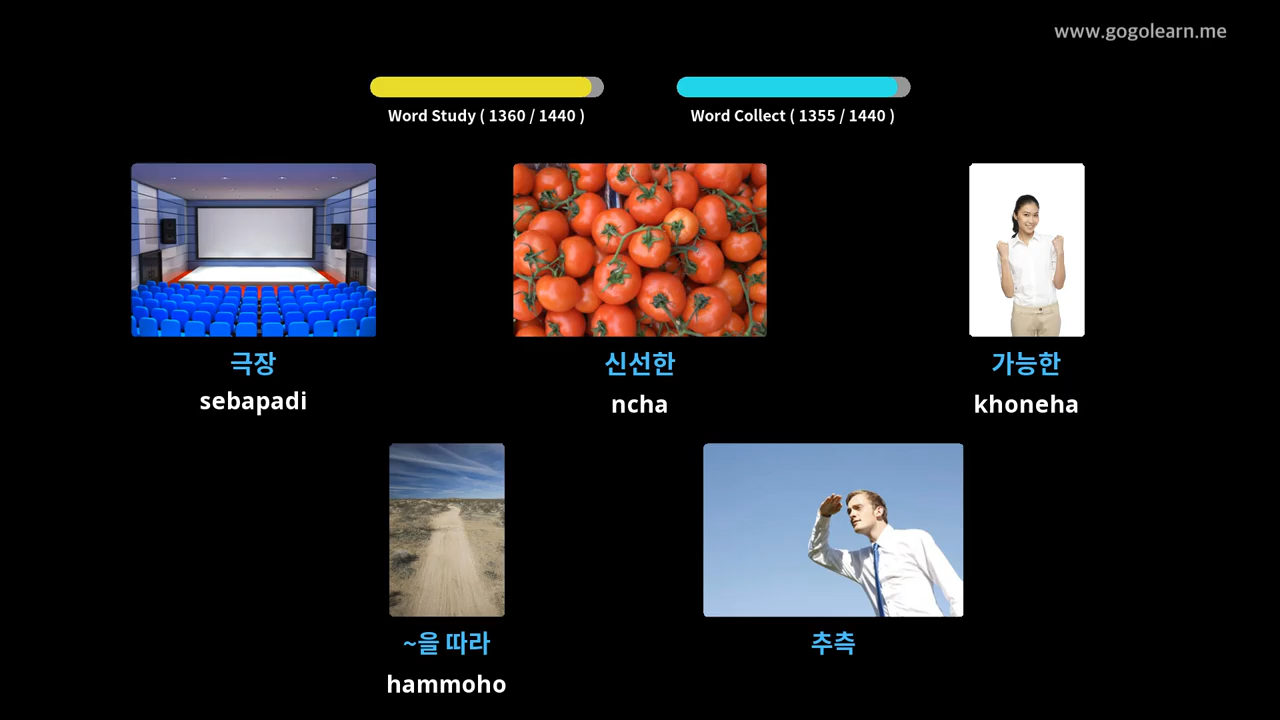 www.gogolearn.me
Word Study ( 1360 / 1440 )
Word Collect ( 1355 / 1440 )
극장
sebapadi
신선한
ncha
가능한
khoneha
~을 따라
hammoho
추측